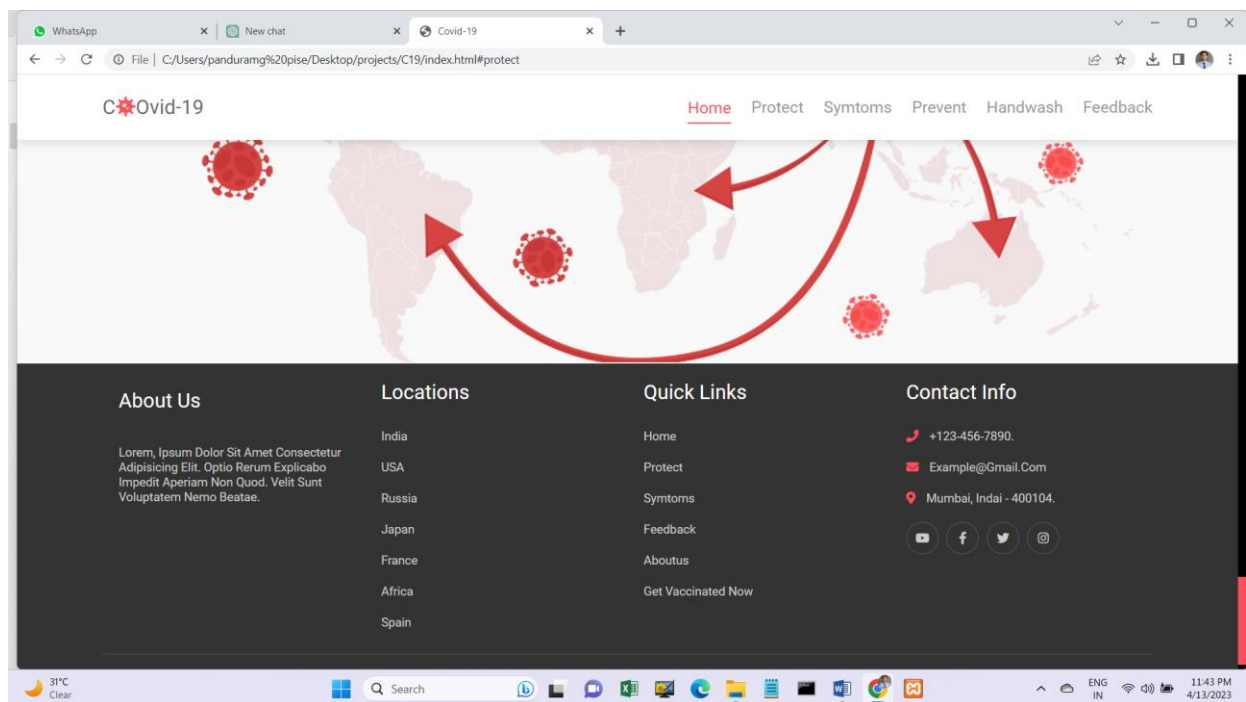 WhatsApp
New chat
Covid-19
File | C:/Users/panduramg%20pise/Desktop/projects/C19/index.html#protect
COvid-19
Home Protect Symtoms Prevent Handwash Feedback
About Us
Lorem, Ipsum Dolor Sit Amet Consectetur
Adipisicing Elit. Optio Rerum Explicabo
Impedit Aperiam Non Quod. Velit Sunt
Voluptatem Nemo Beatae.
Locations
India
USA
Russia
Japan
France
Africa
Spain
Quick Links
Home
Protect
Symtoms
Feedback
Aboutus
Get Vaccinated Now
Contact Info
+123-456-7890.
Example@Gmail.Com
Mumbai, Indai - 400104.
31°C
Clear
Search
ENG
IN
11:43 PM
4/13/2023